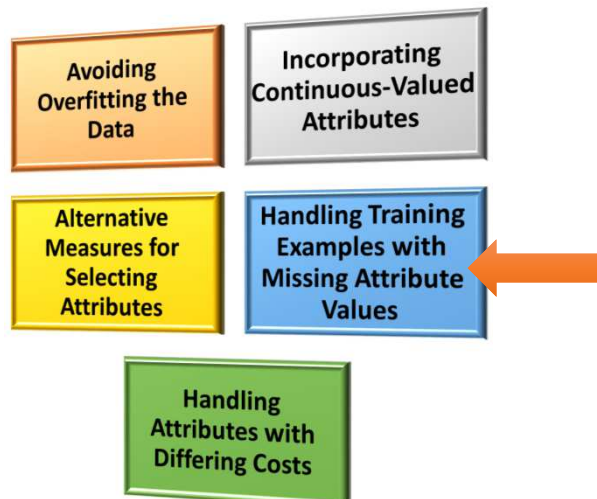 Avoiding
Overfitting the
Data
Incorporating
Continuous-Valued
Attributes
Alternative
Measures for
Selecting
Attributes
Handling Training
Examples with
Missing Attribute
Values
Handling
Attributes with
Differing Costs